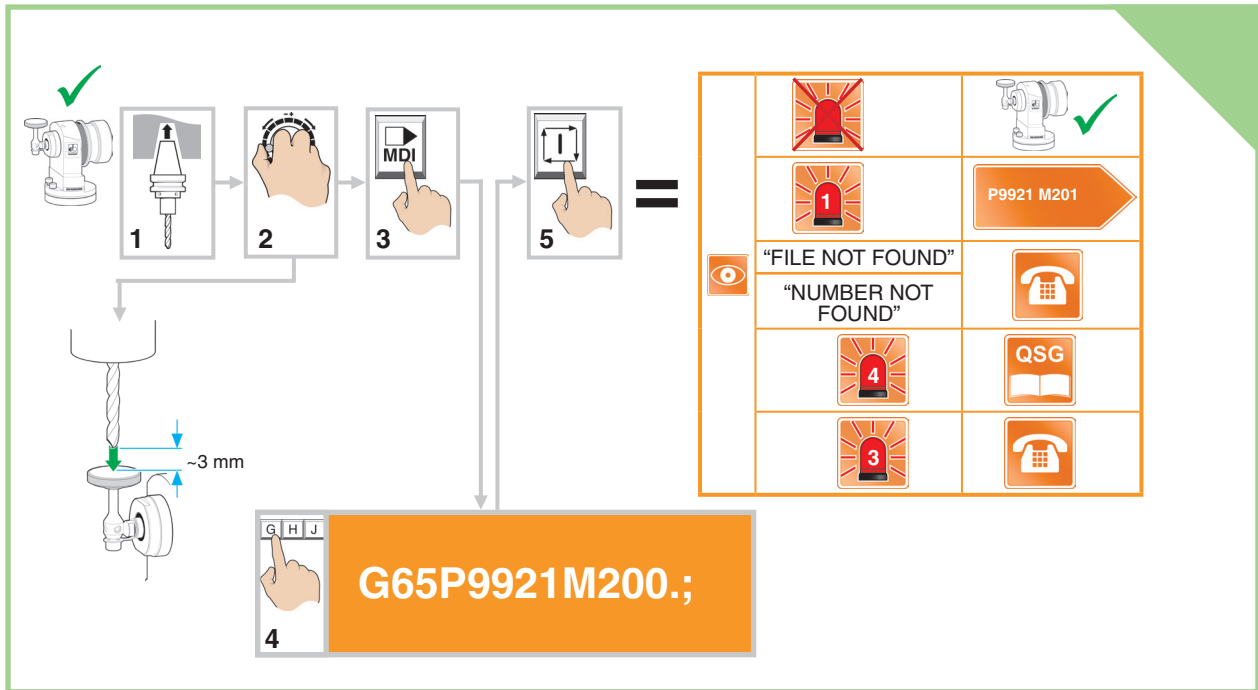 1
2
- +
MDI
3
5
~3 mm
G H J
4
G65P9921M200.;
1
P9921 M201
“FILE NOT FOUND”
“NUMBER NOT
FOUND”
4
QSG
3